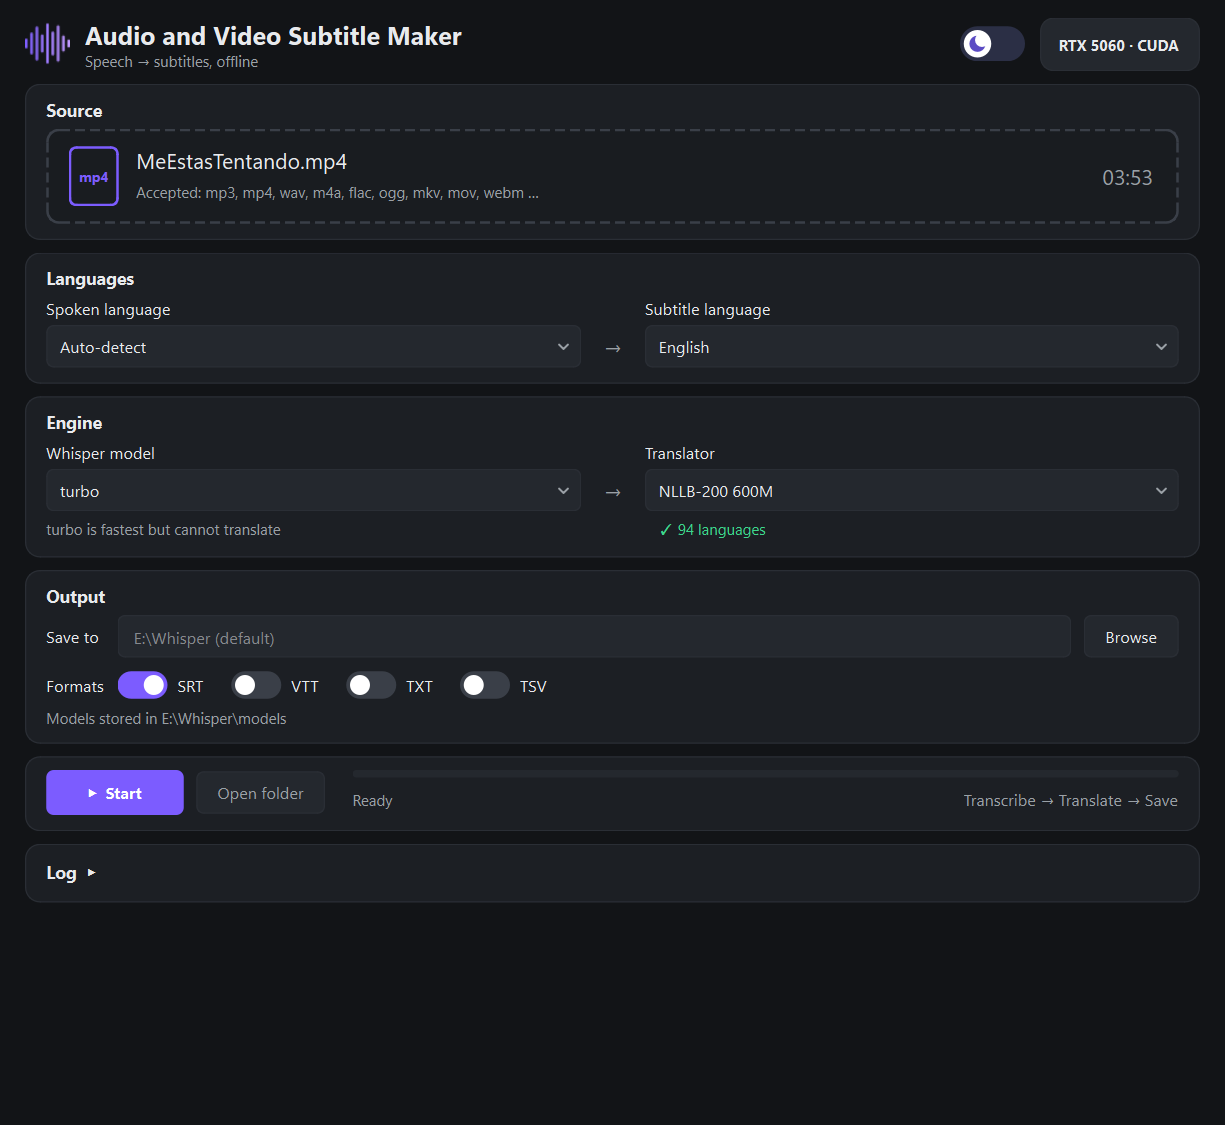 Audio and Video Subtitle Maker
Speech → subtitles, offline
RTX 5060 · CUDA
Source
mp4
MeEstasTentando.mp4
Accepted: mp3, mp4, wav, m4a, flac, ogg, mkv, mov, webm ...
03:53
Languages
Spoken language
Subtitle language
Auto-detect
→
English
Engine
Whisper model
Translator
turbo
→
NLLB-200 600M
turbo is fastest but cannot translate
✓ 94 languages
Output
Save to
E:\Whisper (default)
Browse
Formats
SRT
VTT
TXT
TSV
Models stored in E:\Whisper\models
▶ Start
Open folder
Ready
Transcribe → Translate → Save
Log ▶